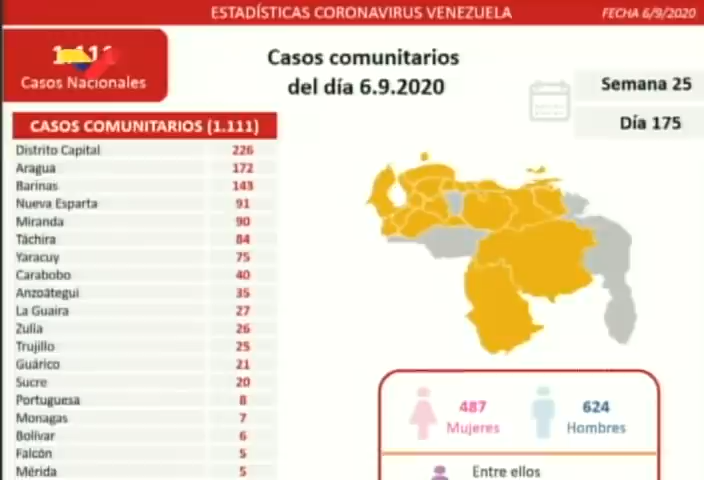 ESTADÍSTICAS CORONAVIRUS VENEZUELA
FECHA 6/9/2020
Casos Nacionales
Casos comunitarios
del día 6.9.2020
Semana 25
Día 175
CASOS COMUNITARIOS (1.111)
Distrito Capital 226
Aragua 172
Barinas 143
Nueva Esparta 91
Miranda 90
Táchira 84
Yaracuy 75
Carabobo 40
Anzoátegui 35
La Guaira 27
Zulia 26
Trujillo 25
Guárico 21
Sucre 20
Portuguesa 8
Monagas 7
Bolívar 6
Falcón 5
Mérida 5
487
Mujeres
624
Hombres
Entre ellos